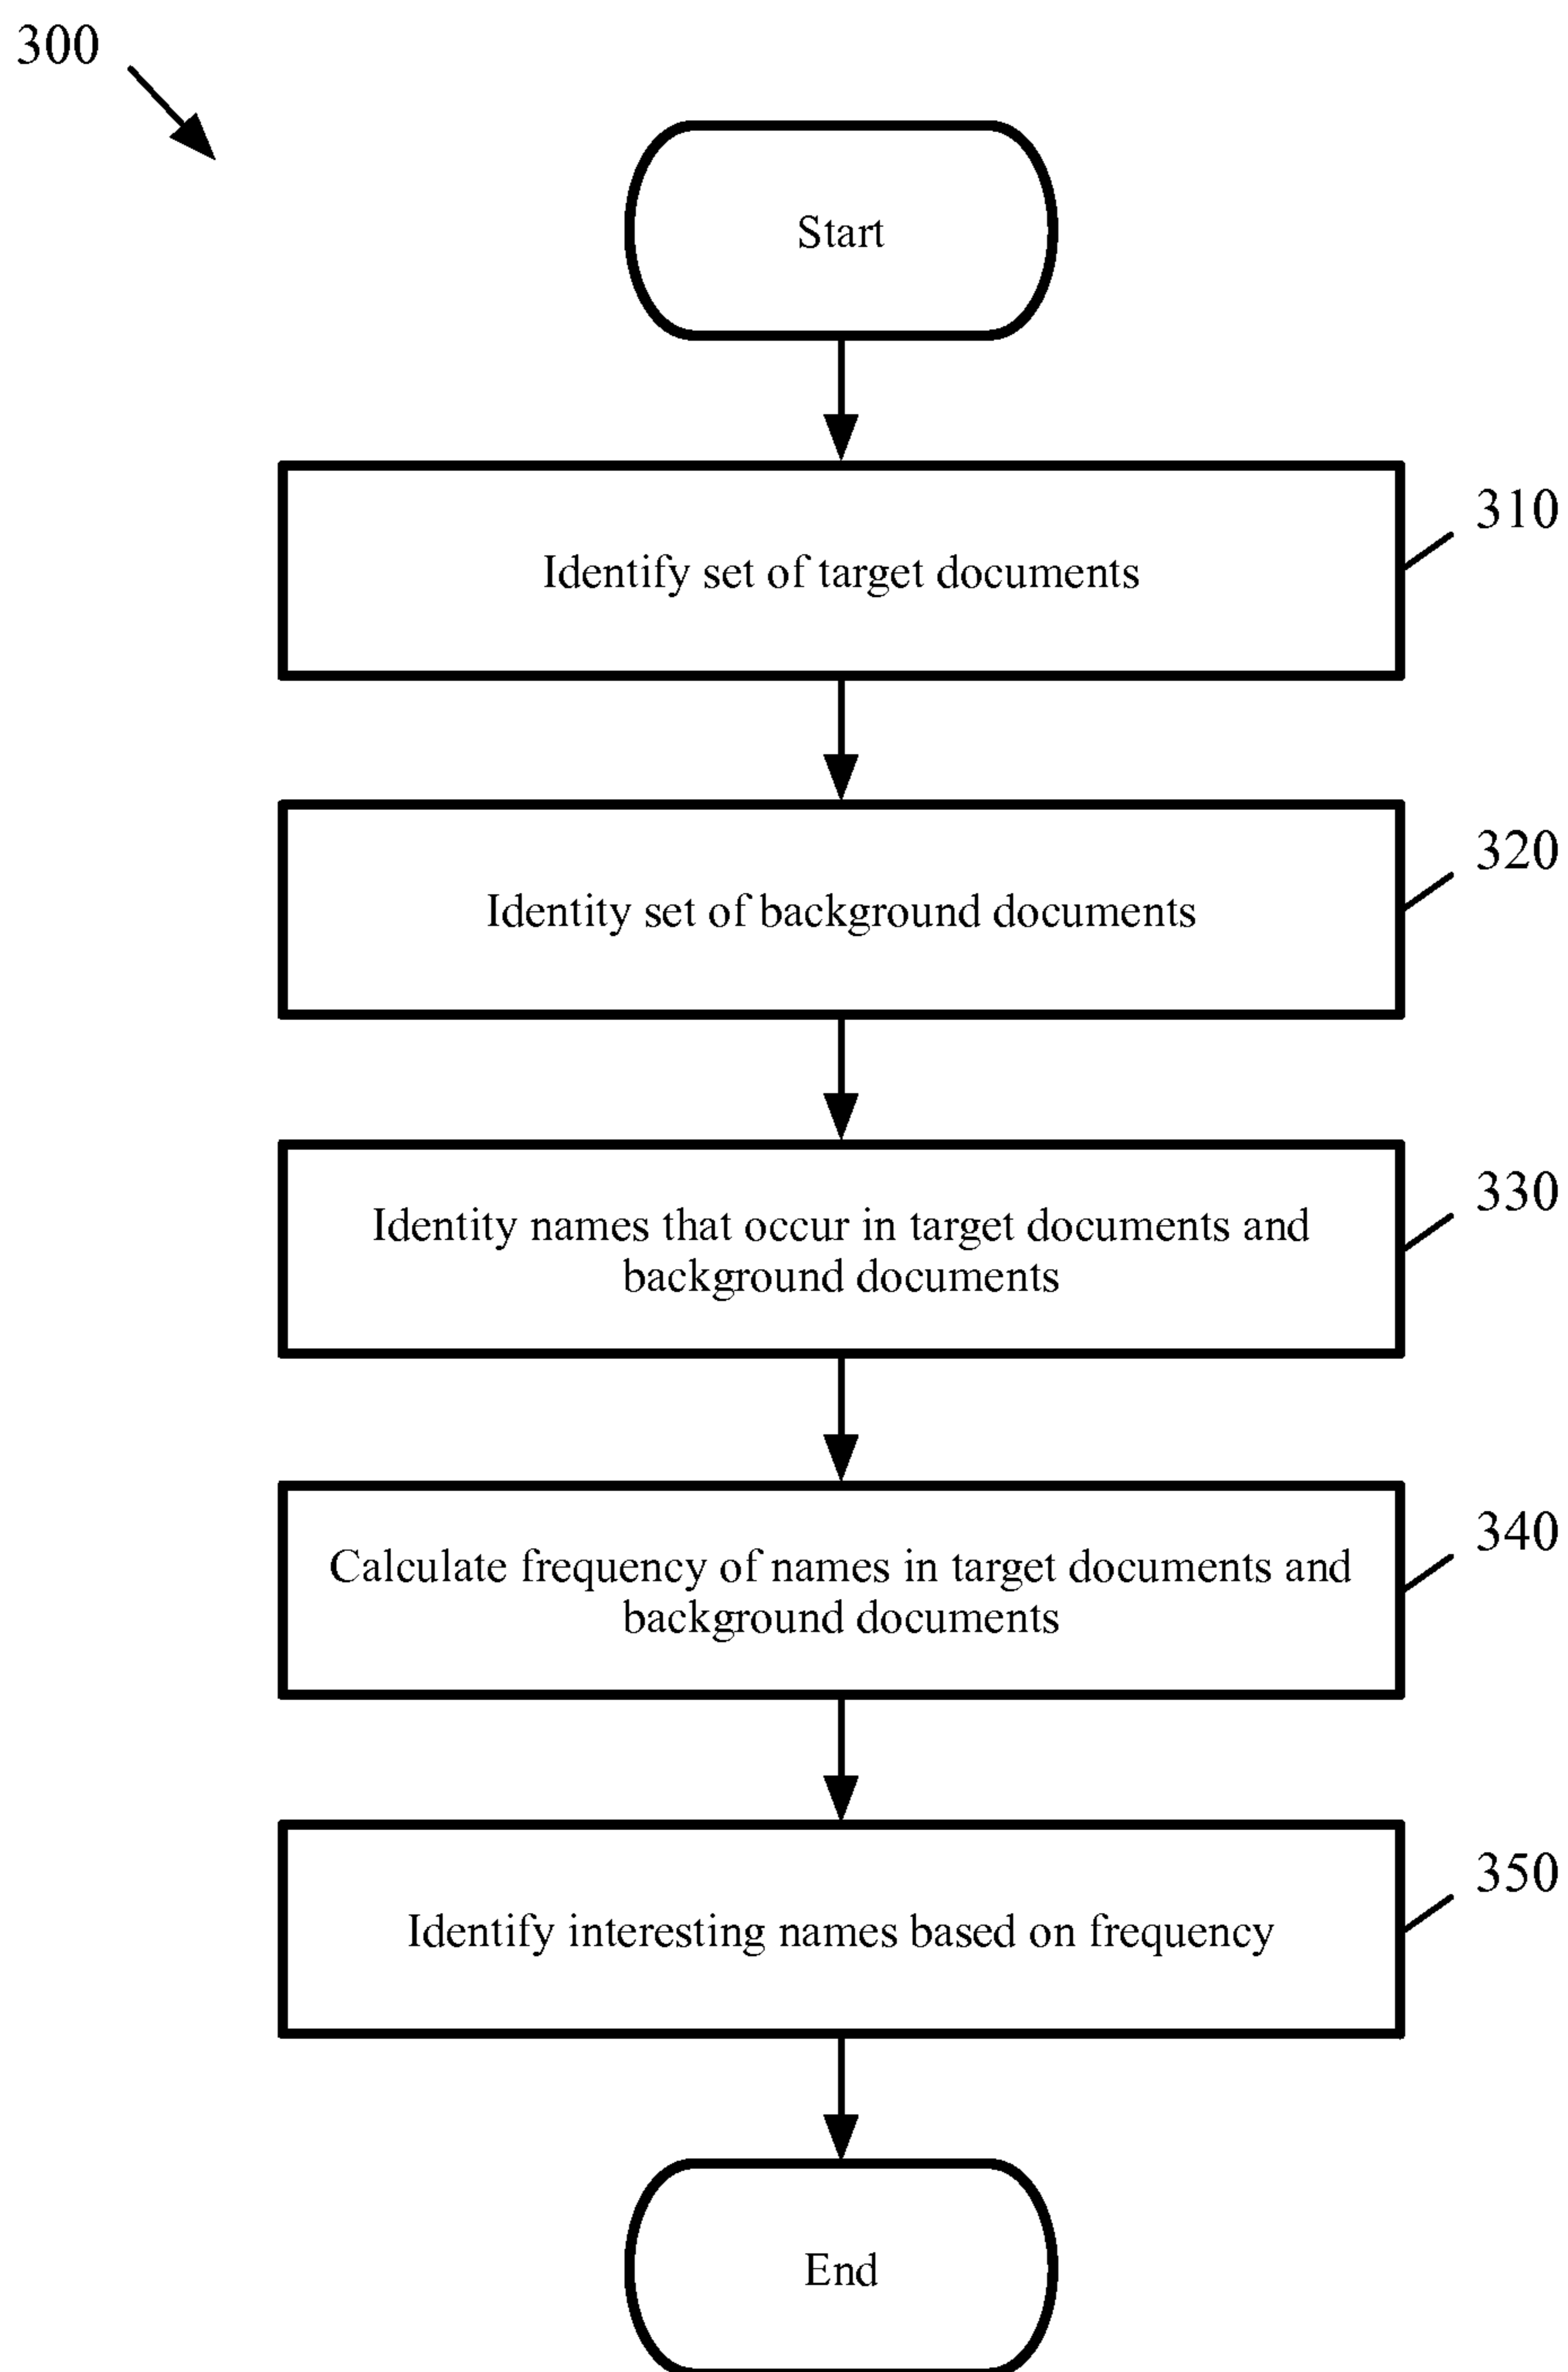 300
Start
310
Identify set of target documents
320
Identity set of background documents
330
Identity names that occur in target documents and
background documents
340
Calculate frequency of names in target documents and
background documents
350
Identify interesting names based on frequency
End